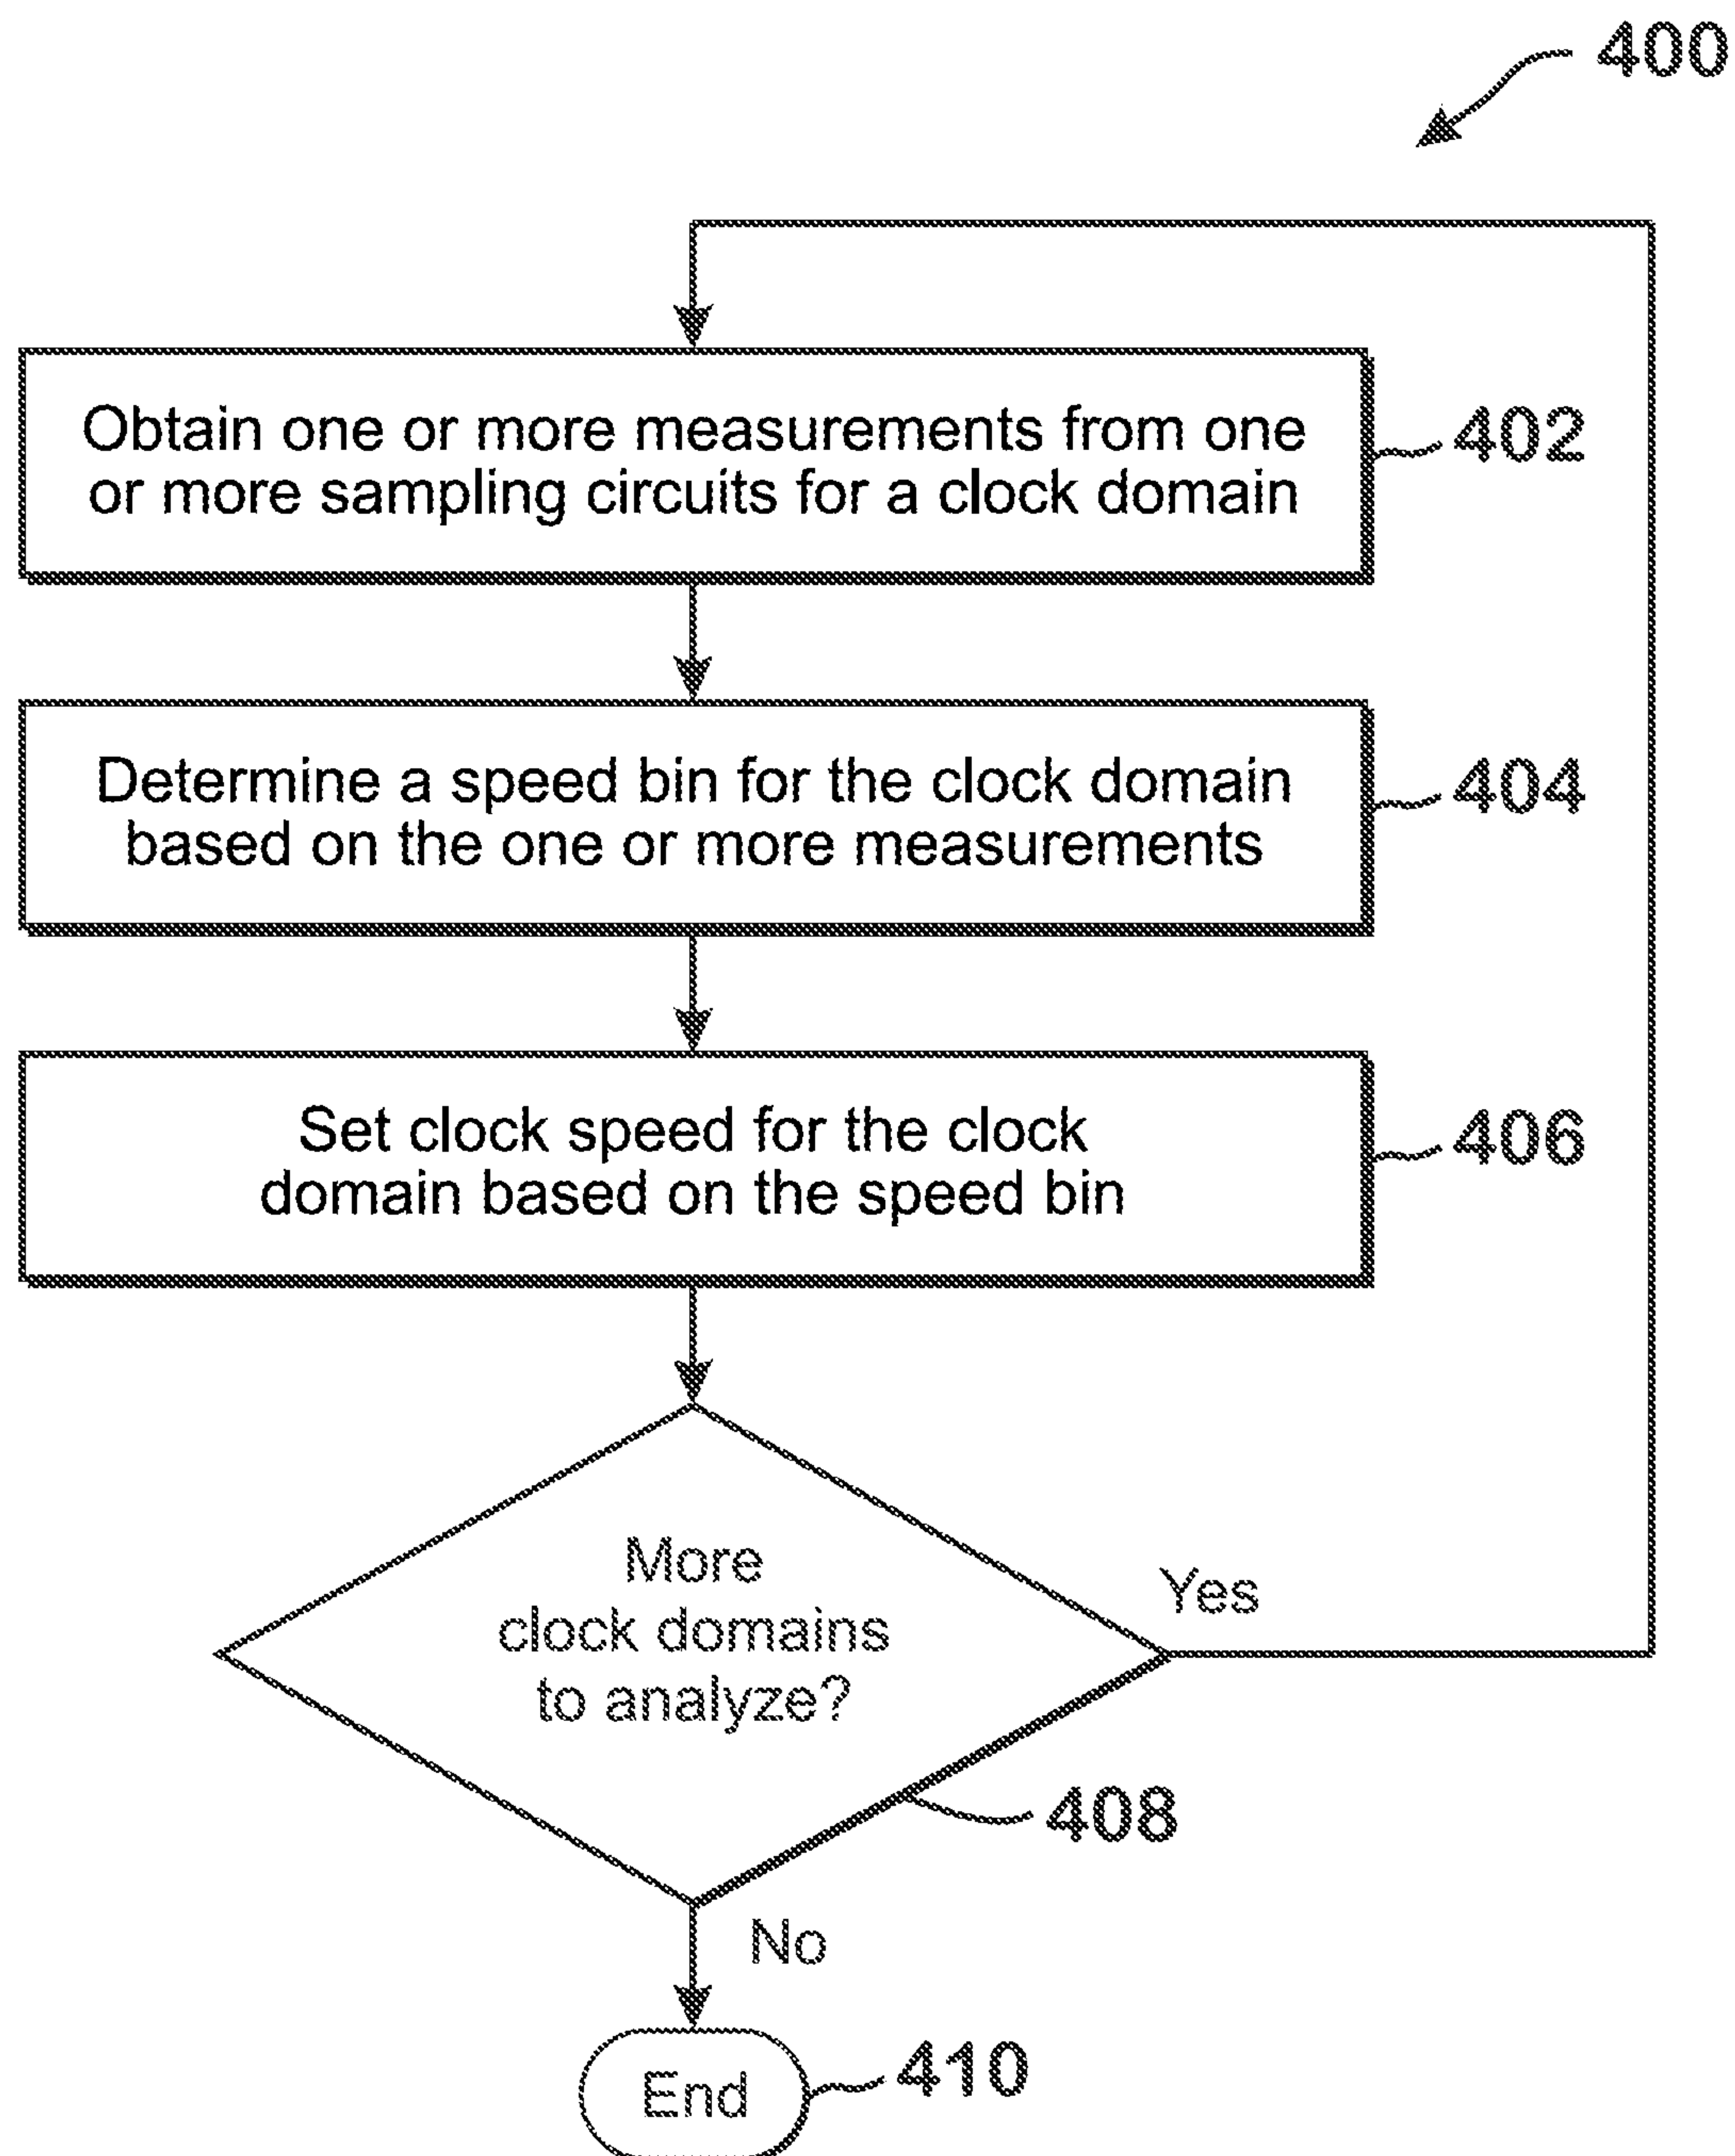 400
Obtain one or more measurements from one
or more sampling circuits for a clock domain
402
Determine a speed bin for the clock domain
based on the one or more measurements
404
Set clock speed for the clock
domain based on the speed bin
406
More
clock domains
to analyze?
Yes
408
No
End
410